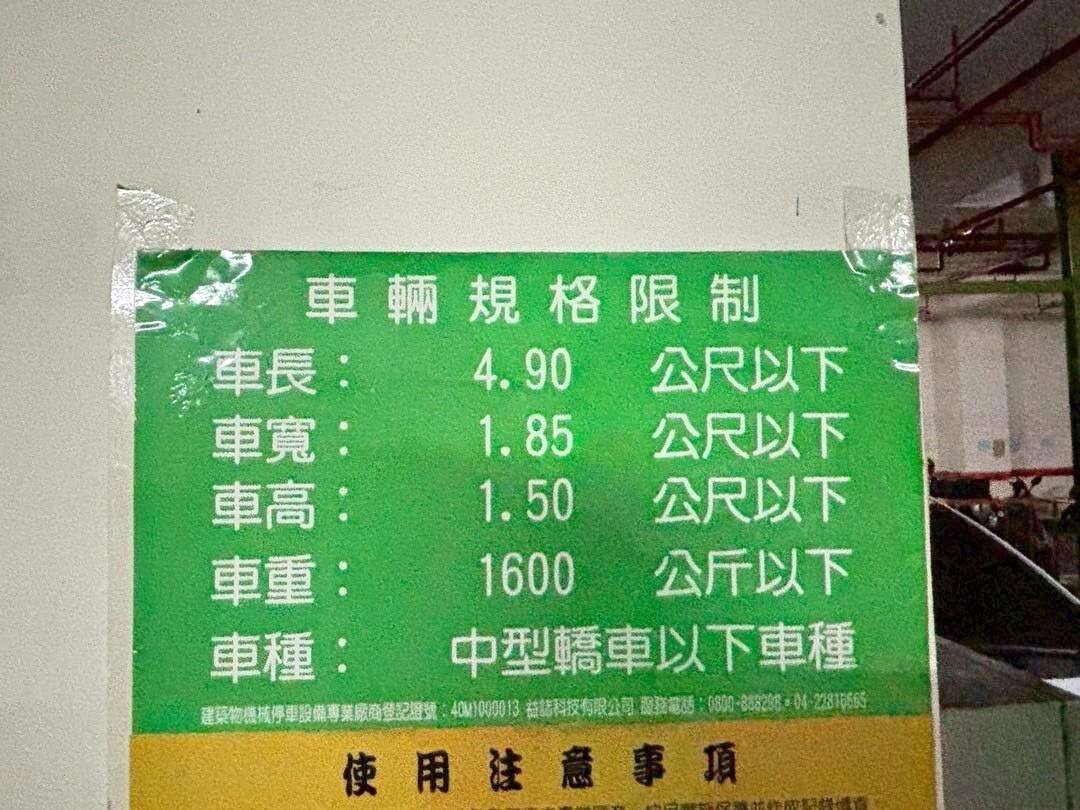 車輛規格限制
車長： 4.90 公尺以下
車寬： 1.85 公尺以下
車高： 1.50 公尺以下
車重： 1600 公斤以下
車種： 中型轎車以下車種
建築物機械停車設備專業廠商登記證號：40M1000013 科技有限公司 服務電話：0800-888298。04-22810665
使用注意事項